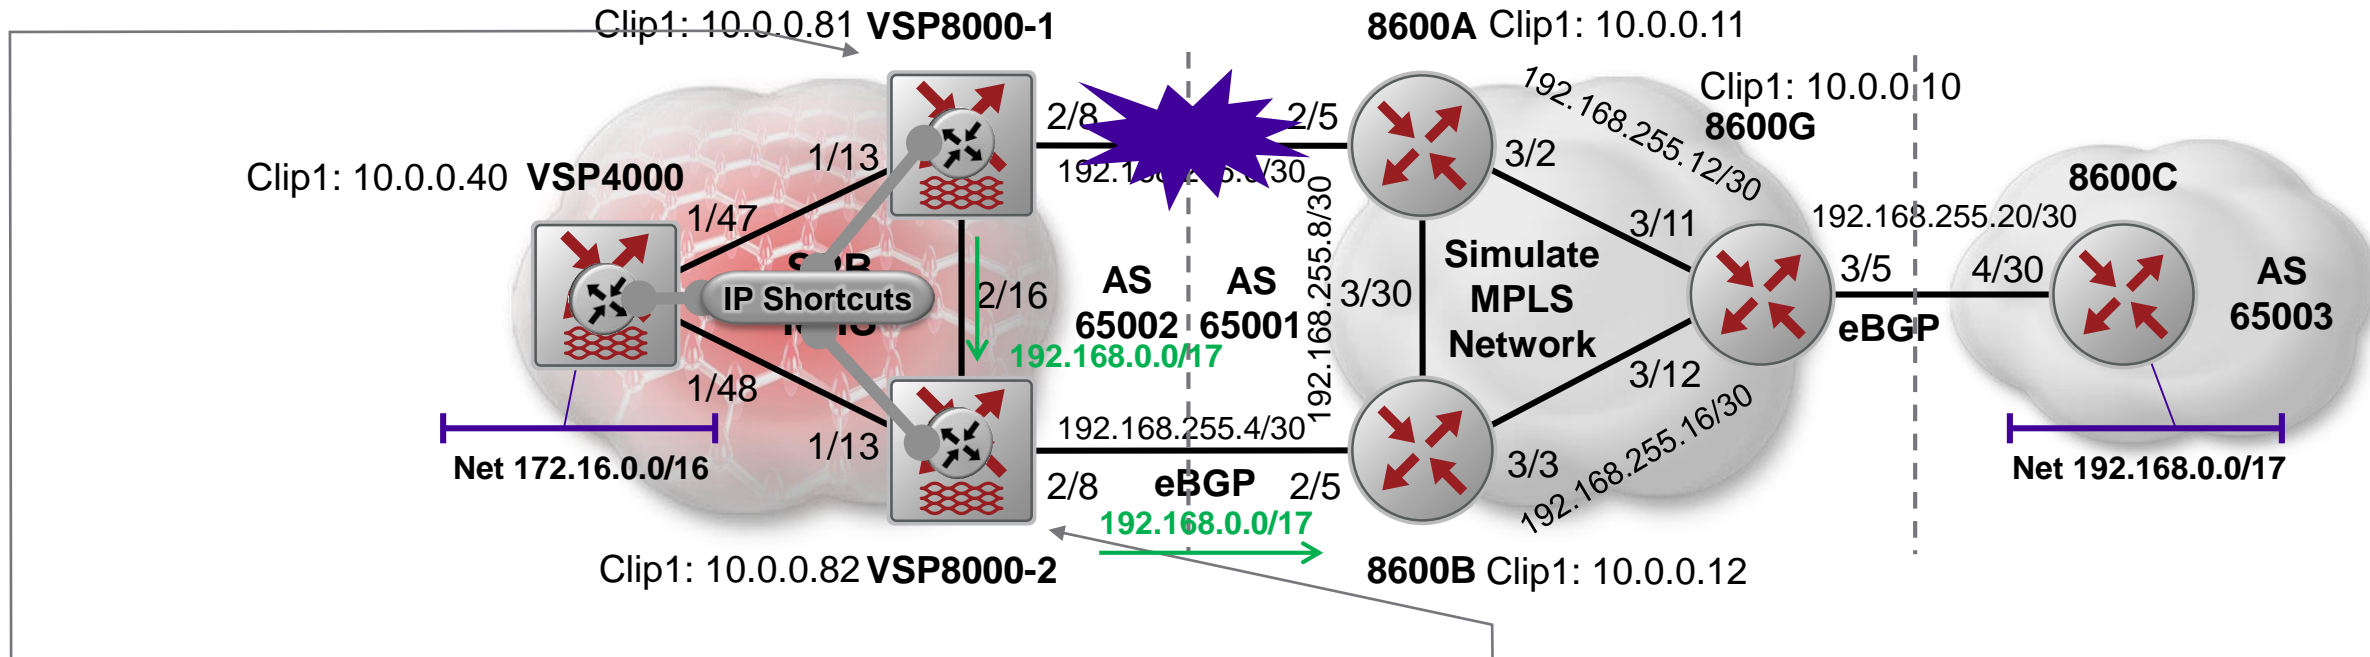 Clip1: 10.0.0.81 VSP8000-1
8600A Clip1: 10.0.0.11
Clip1: 10.0.0.10
8600G
2/8
2/5
192.168.255.12/30
1/13
3/2
Clip1: 10.0.0.40 VSP4000
8600C
1/47
3/11
192.168.255.20/30
192.168.255.8/30
Simulate
MPLS
Network
IP Shortcuts
2/16
AS
65002
AS
65001
3/30
3/5
4/30
AS
65003
eBGP
192.168.0.0/17
1/48
3/12
1/13
192.168.255.4/30
192.168.255.16/30
Net 172.16.0.0/16
2/8
eBGP
2/5
3/3
Net 192.168.0.0/17
192.168.0.0/17
Clip1: 10.0.0.82 VSP8000-2
8600B Clip1: 10.0.0.12